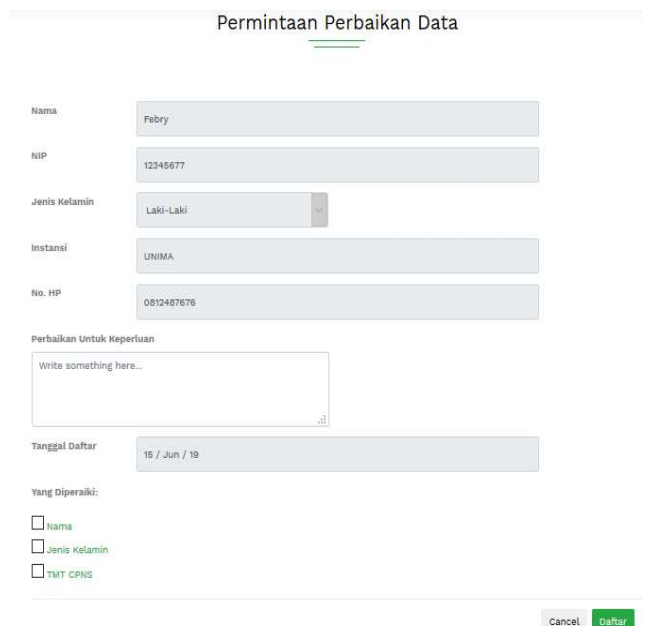 Permintaan Perbaikan Data
Nama
Febry
NIP
12345677
Jenis Kelamin
Laki-Laki
Instansi
UNIMA
No. HP
0812487676
Perbaikan Untuk Keperluan
Write something here...
Tanggal Daftar
15 / Jun / 19
Yang Diperaiki:
Nama
Jenis Kelamin
TMT CPNS
Cancel Daftar